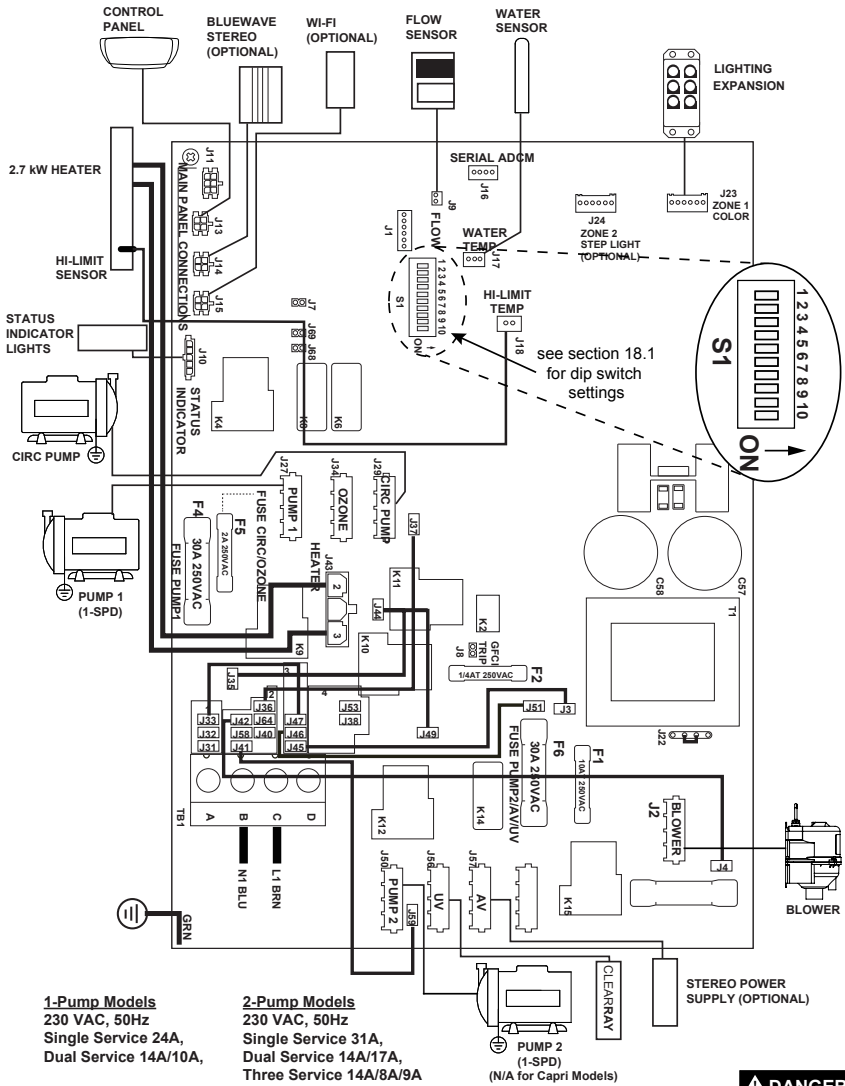 CONTROL
PANEL
BLUEWAVE
STEREO
(OPTIONAL)
WI-FI
(OPTIONAL)
FLOW
SENSOR
WATER
SENSOR
LIGHTING
EXPANSION
2.7 kW HEATER
HI-LIMIT
SENSOR
STATUS
INDICATOR
LIGHTS
MAIN PANEL CONNECTIONS
J11
J13
J14
J15
J10
STATUS
INDICATOR
SERIAL ADCM
J16
J9
FLOW
J1
WATER
TEMP
J17
S1
1 2 3 4 5 6 7 8 9 10
ON
HI-LIMIT
TEMP
J18
J24
ZONE 2
STEP LIGHT
(OPTIONAL)
J23
ZONE 1
COLOR
S1
1 2 3 4 5 6 7 8 9 10
ON
see section 18.1
for dip switch
settings
J7
J69
J68
K4
K6
CIRC PUMP
PUMP 1
(1-SPD)
J27
PUMP 1
J34
OZONE
J29
CIRC PUMP
J37
F4
30A 250VAC
FUSE PUMP1
F5
2A 250VAC
FUSE CIRC/OZONE
J43
HEATER
2
3
K9
K11
J44
K10
K2
GFCI
TRIP
J8
F2
1/4AT 250VAC
C58
C57
T1
J35
J33
J32
J31
J42
J58
J41
2
J36
J64
J40
3
J47
J46
J45
4
J53
J38
J49
J51
J3
J22
F6
30A 250VAC
FUSE PUMP2/AV/UV
F1
10A 250VAC
TB1
A
B
C
D
N1 BLU
L1 BRN
GRN
K12
K14
K15
J2
BLOWER
J4
BLOWER
J50
PUMP 2
J59
J56
UV
J57
AV
CLEARRAY
STEREO POWER
SUPPLY (OPTIONAL)
PUMP 2
(1-SPD)
(N/A for Capri Models)
1-Pump Models
230 VAC, 50Hz
Single Service 24A,
Dual Service 14A/10A,
2-Pump Models
230 VAC, 50Hz
Single Service 31A,
Dual Service 14A/17A,
Three Service 14A/8A/9A
DANGER